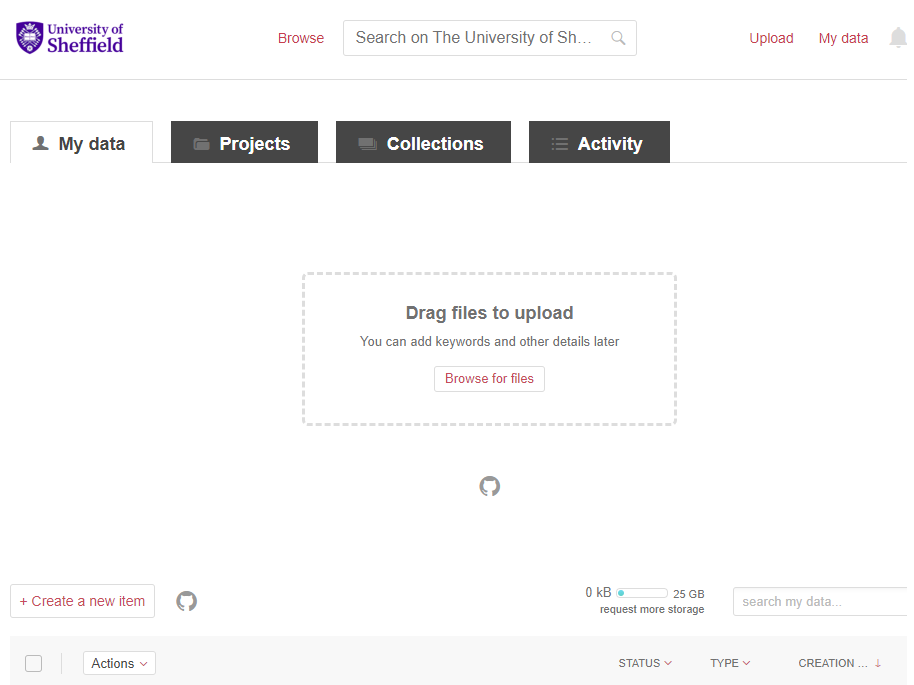 University of
Sheffield
Browse
Search on The University of Sh...
Upload
My data
My data
Projects
Collections
Activity
Drag files to upload
You can add keywords and other details later
Browse for files
+ Create a new item
0 kB
25 GB
request more storage
search my data...
Actions
STATUS
TYPE
CREATION ...